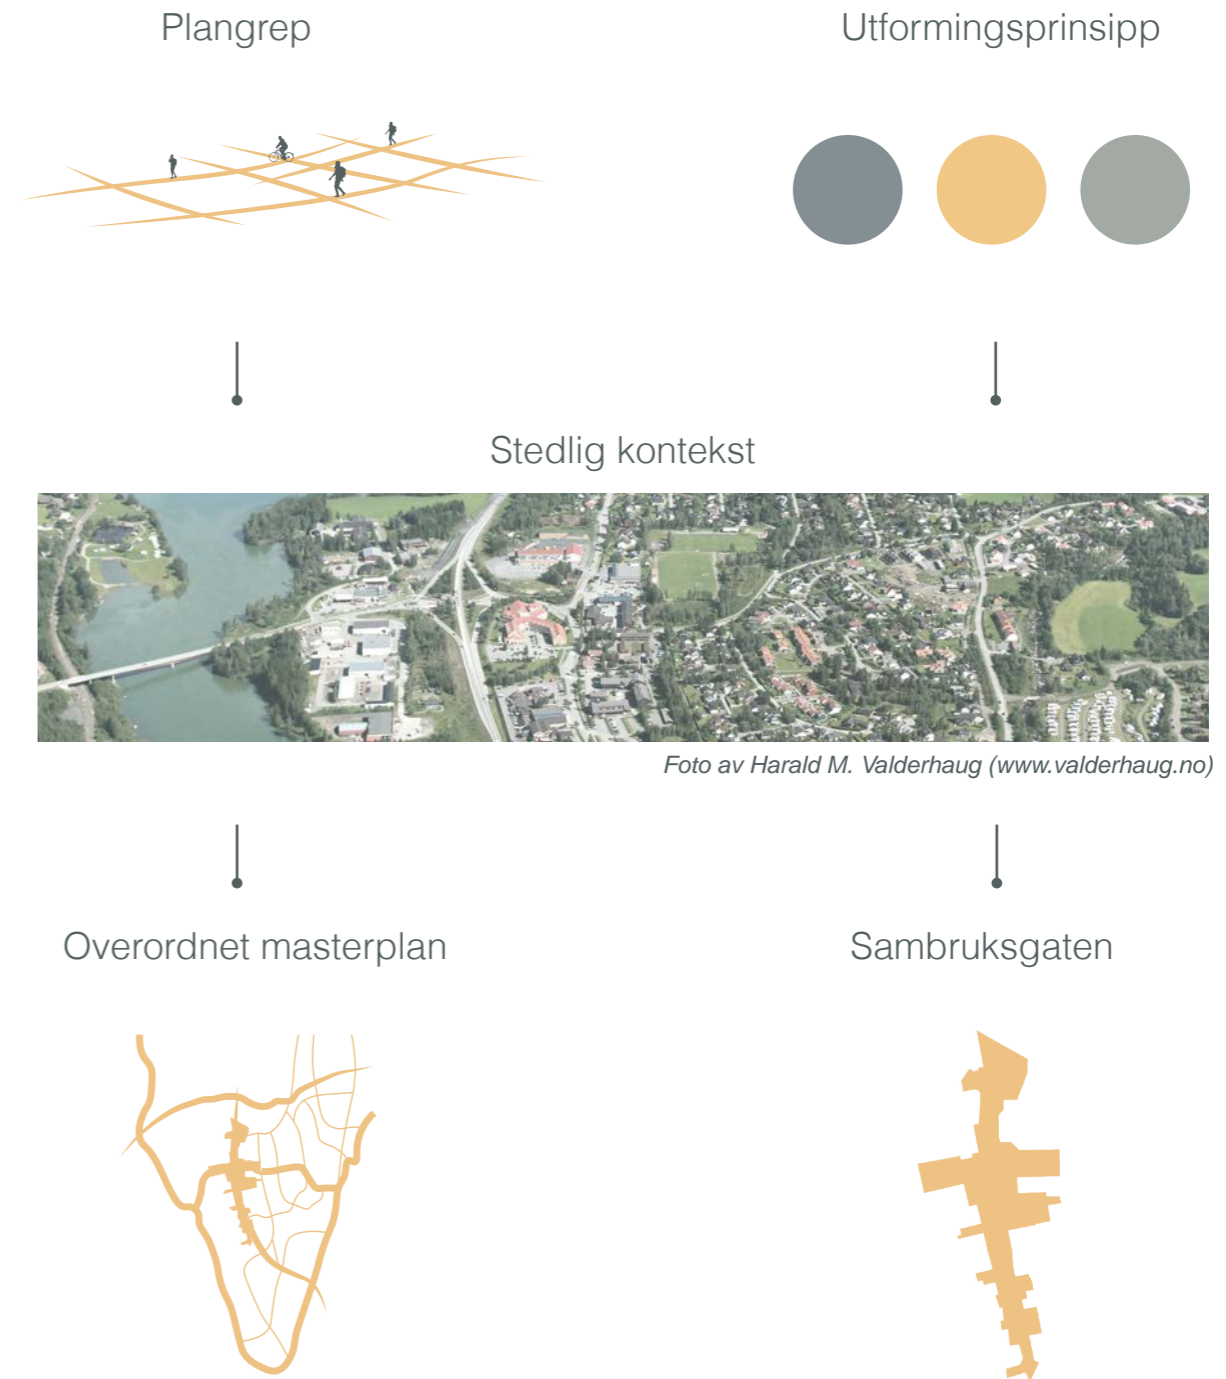 Plangrep
Utformingsprinsipp
Stedlig kontekst
Foto av Harald M. Valderhaug (www.valderhaug.no)
Overordnet masterplan
Sambruksgaten